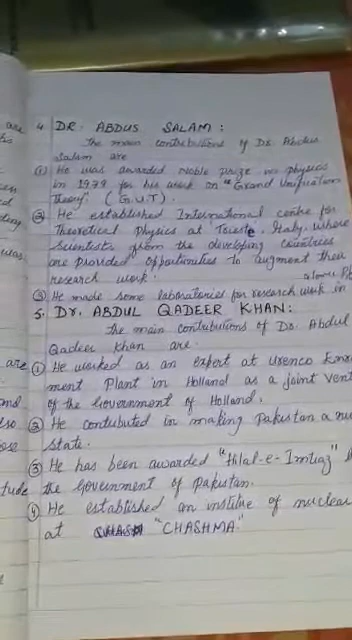 are
4. DR. ABDUS SALAM:
The main contributions of Dr. Abdus
Salam are
① He was awarded Noble prize in physics
in 1979 for his work on "Grand Unification
theory" (G.U.T).
② He established International centre for
Theoretical physics at Trieste, Italy, where
Scientists from the developing countries
are provided opportunities to augment their
research work.
③ He made some laboratories for research work in
5. Dr. ABDUL QADEER KHAN:
The main contributions of Dr. Abdul
Qadeer Khan are.
① He worked as an expert at Urenco Enri
ment Plant in Holland as a joint vent
of the Government of Holland.
② He contributed in making Pakistan a nu
State.
③ He has been awarded "Hilal-e-Imtiaz"
the Government of Pakistan.
④ He established an institue of nuclear
at "CHASHMA"